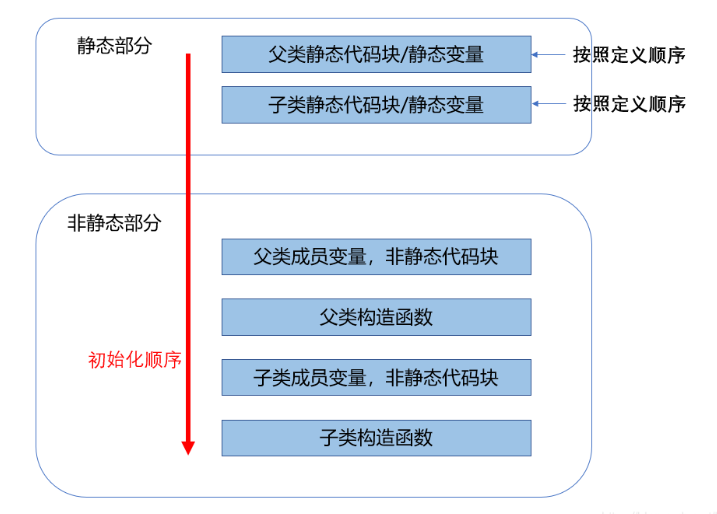 静态部分
父类静态代码块/静态变量
按照定义顺序
子类静态代码块/静态变量
按照定义顺序
非静态部分
父类成员变量，非静态代码块
父类构造函数
初始化顺序
子类成员变量，非静态代码块
子类构造函数